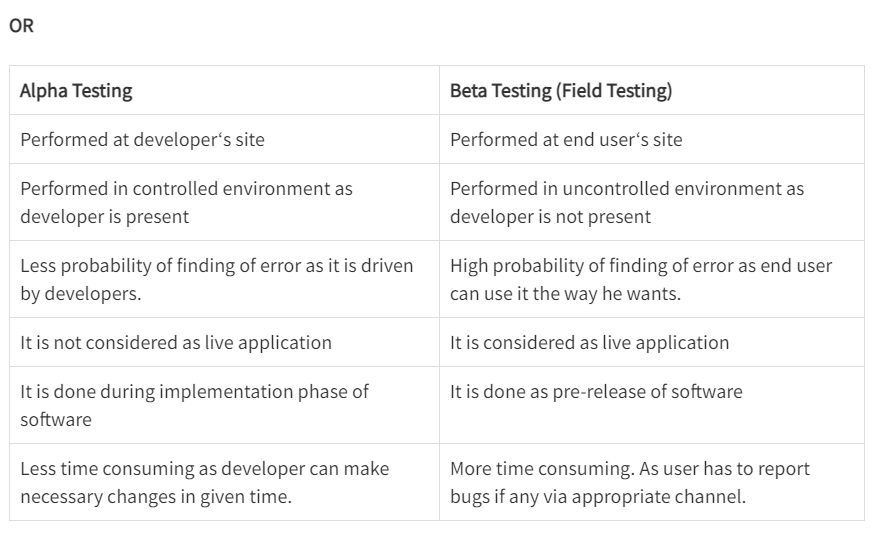 OR
Alpha Testing
Beta Testing (Field Testing)
Performed at developer‘s site
Performed at end user‘s site
Performed in controlled environment as
developer is present
Performed in uncontrolled environment as
developer is not present
Less probability of finding of error as it is driven
by developers.
High probability of finding of error as end user
can use it the way he wants.
It is not considered as live application
It is considered as live application
It is done during implementation phase of
software
It is done as pre-release of software
Less time consuming as developer can make
necessary changes in given time.
More time consuming. As user has to report
bugs if any via appropriate channel.